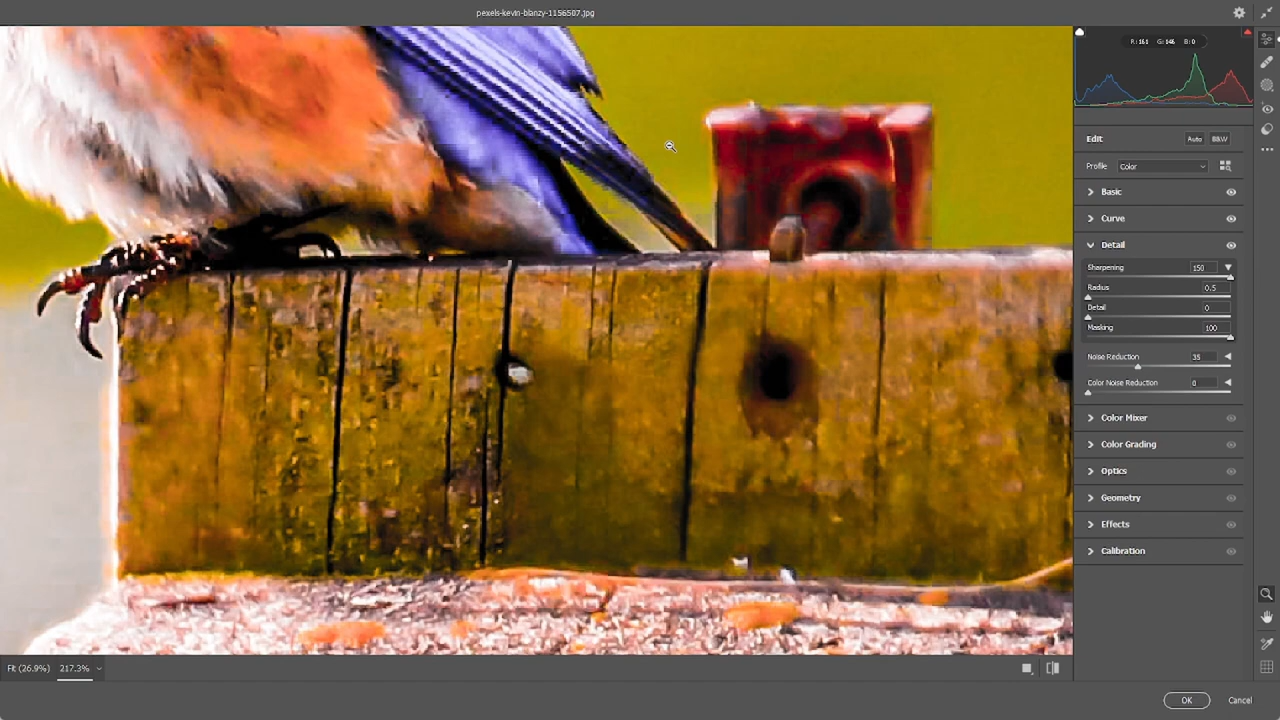 pexels-kevin-blanzy-1156507.jpg
R: 161 G: 146 B: 0
Edit Auto B&W
Profile Color
Basic
Curve
Detail
Sharpening 150
Radius 0.5
Detail 0
Masking 100
Noise Reduction 35
Color Noise Reduction 0
Color Mixer
Color Grading
Optics
Geometry
Effects
Calibration
Fit (26.9%) 217.3%
OK Cancel